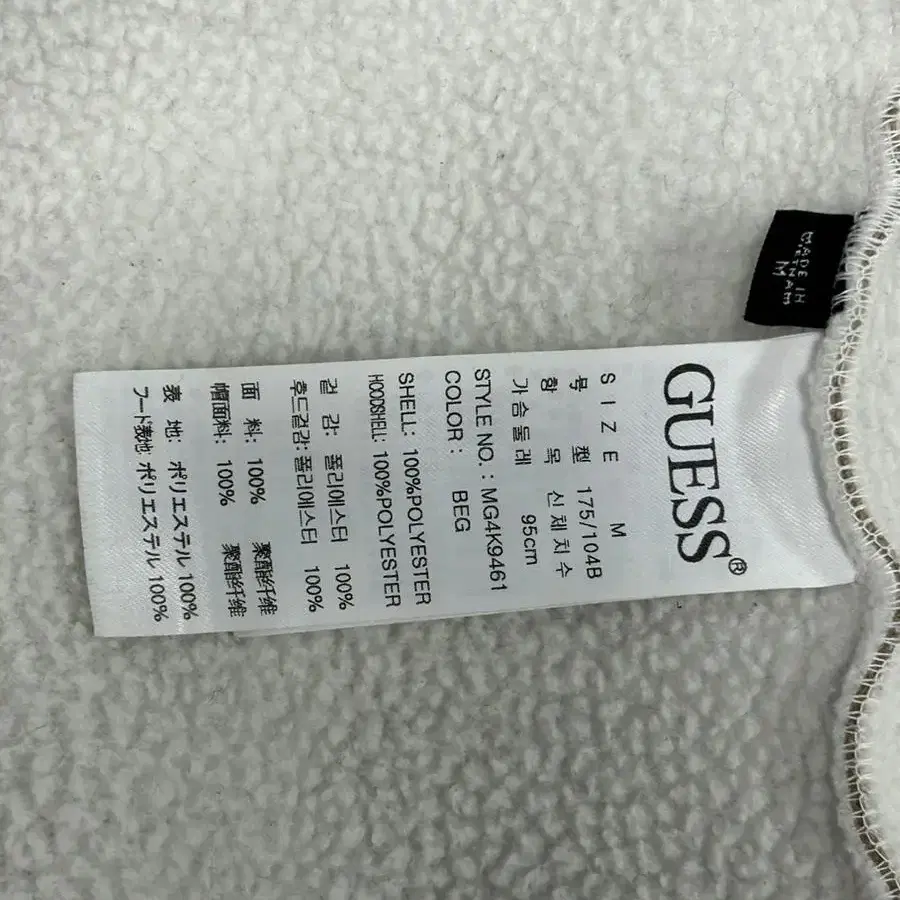 GUESS®
SIZE M
号 型 175/104B
항 목 신체치수
가슴둘레 95cm
STYLE NO. : MG4K9461
COLOR : BEG
SHELL: 100%POLYESTER
HOODSHELL: 100%POLYESTER
겉 감: 폴리에스터 100%
후드겉감: 폴리에스터 100%
面 料: 100% 聚酯纤维
帽面料: 100% 聚酯纤维
表 地: ポリエステル 100%
フード表地: ポリエステル 100%
MADE IN
VIETNAM
M